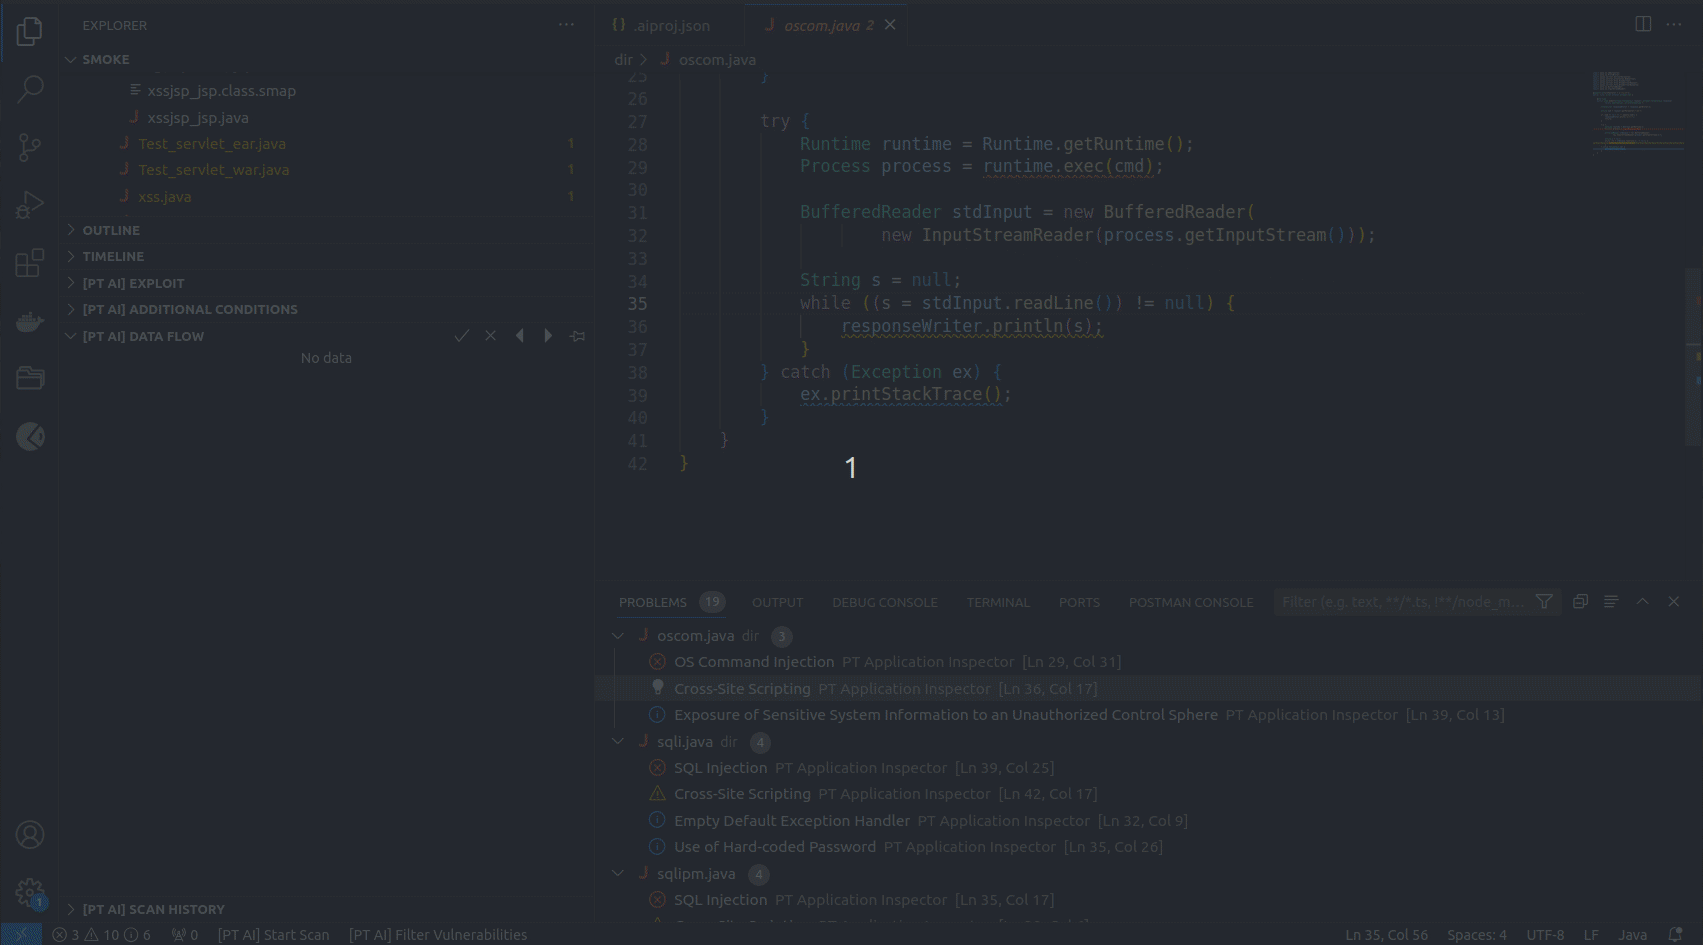 EXPLORER
SMOKE
xssjsp_jsp.class.smap
xssjsp_jsp.java
Test_servlet_ear.java 1
Test_servlet_war.java 1
xss.java 1
OUTLINE
TIMELINE
[PT AI] EXPLOIT
[PT AI] ADDITIONAL CONDITIONS
[PT AI] DATA FLOW
No data
[PT AI] SCAN HISTORY
{} .aiproj.json
J oscom.java 2
dir > J oscom.java
25 }
26
27 try {
28 Runtime runtime = Runtime.getRuntime();
29 Process process = runtime.exec(cmd);
30
31 BufferedReader stdInput = new BufferedReader(
32 new InputStreamReader(process.getInputStream()));
33
34 String s = null;
35 while ((s = stdInput.readLine()) != null) {
36 responseWriter.println(s);
37 }
38 } catch (Exception ex) {
39 ex.printStackTrace();
40 }
41 }
42 }
1
PROBLEMS 19 OUTPUT DEBUG CONSOLE TERMINAL PORTS POSTMAN CONSOLE Filter (e.g. text, **/*.ts, !**/node_m...
J oscom.java dir 3
OS Command Injection PT Application Inspector [Ln 29, Col 31]
Cross-Site Scripting PT Application Inspector [Ln 36, Col 17]
Exposure of Sensitive System Information to an Unauthorized Control Sphere PT Application Inspector [Ln 39, Col 13]
J sqli.java dir 4
SQL Injection PT Application Inspector [Ln 39, Col 25]
Cross-Site Scripting PT Application Inspector [Ln 42, Col 17]
Empty Default Exception Handler PT Application Inspector [Ln 32, Col 9]
Use of Hard-coded Password PT Application Inspector [Ln 35, Col 26]
J sqlipm.java 4
SQL Injection PT Application Inspector [Ln 35, Col 17]
1
3 10 6 0 [PT AI] Start Scan [PT AI] Filter Vulnerabilities Ln 35, Col 56 Spaces: 4 UTF-8 LF Java